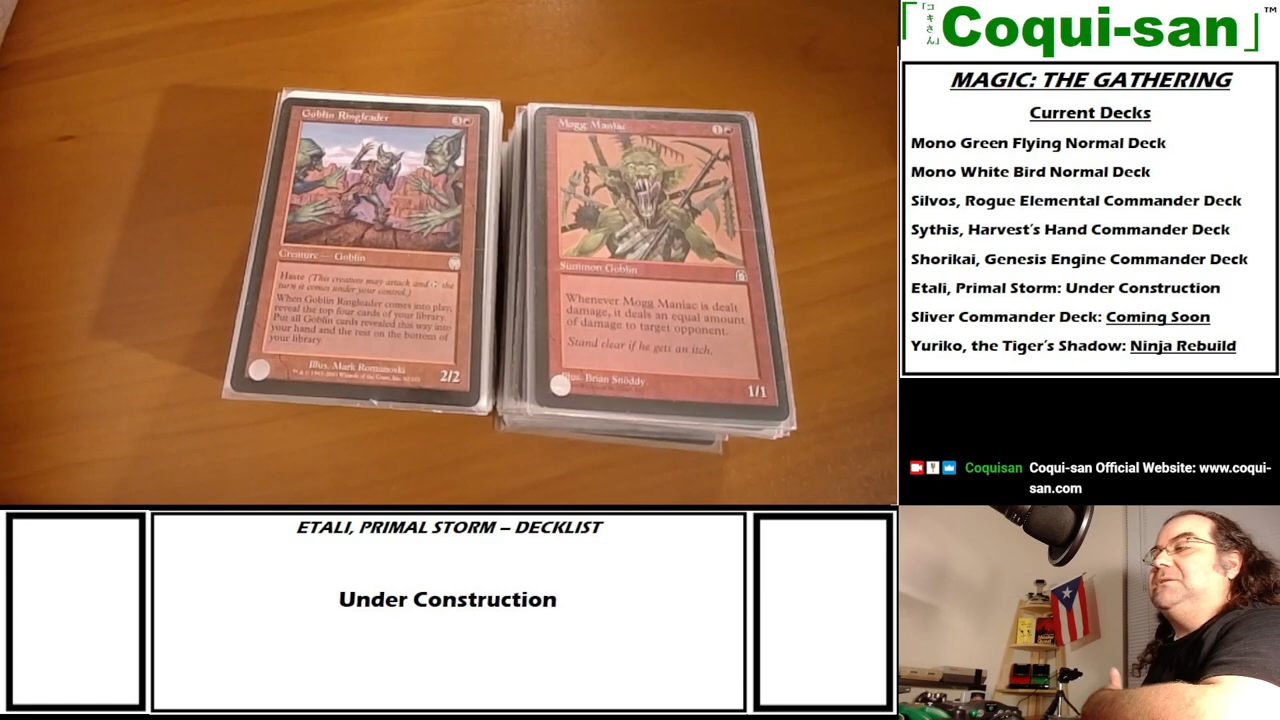 Goblin Ringleader
Creature — Goblin
Haste (This creature may attack and the
turn it comes under your control.)
When Goblin Ringleader comes into play,
reveal the top four cards of your library.
Put all Goblin cards revealed this way into
your hand and the rest on the bottom of
your library.
Illus. Mark Romanoski
2/2
Mogg Maniac
Summon Goblin
Whenever Mogg Maniac is dealt
damage, it deals an equal amount
of damage to target opponent.
Stand clear if he gets an itch.
Illus. Brian Snõddy
1/1
「コキさん」 Coqui-san」™
MAGIC: THE GATHERING
Current Decks
Mono Green Flying Normal Deck
Mono White Bird Normal Deck
Silvos, Rogue Elemental Commander Deck
Sythis, Harvest's Hand Commander Deck
Shorikai, Genesis Engine Commander Deck
Etali, Primal Storm: Under Construction
Sliver Commander Deck: Coming Soon
Yuriko, the Tiger's Shadow: Ninja Rebuild
Coquisan Coqui-san Official Website: www.coqui-
san.com
ETALI, PRIMAL STORM – DECKLIST
Under Construction